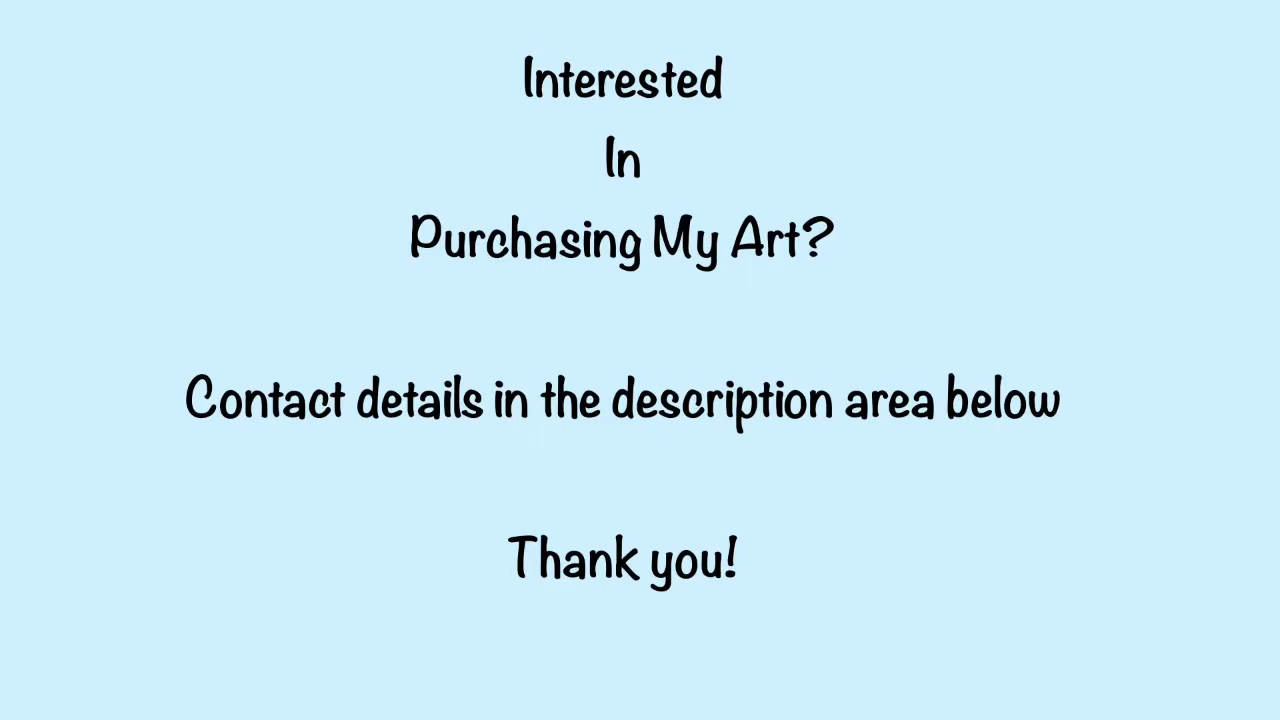 Interested
In
Purchasing My Art?
Contact details in the description area below
Thank you!